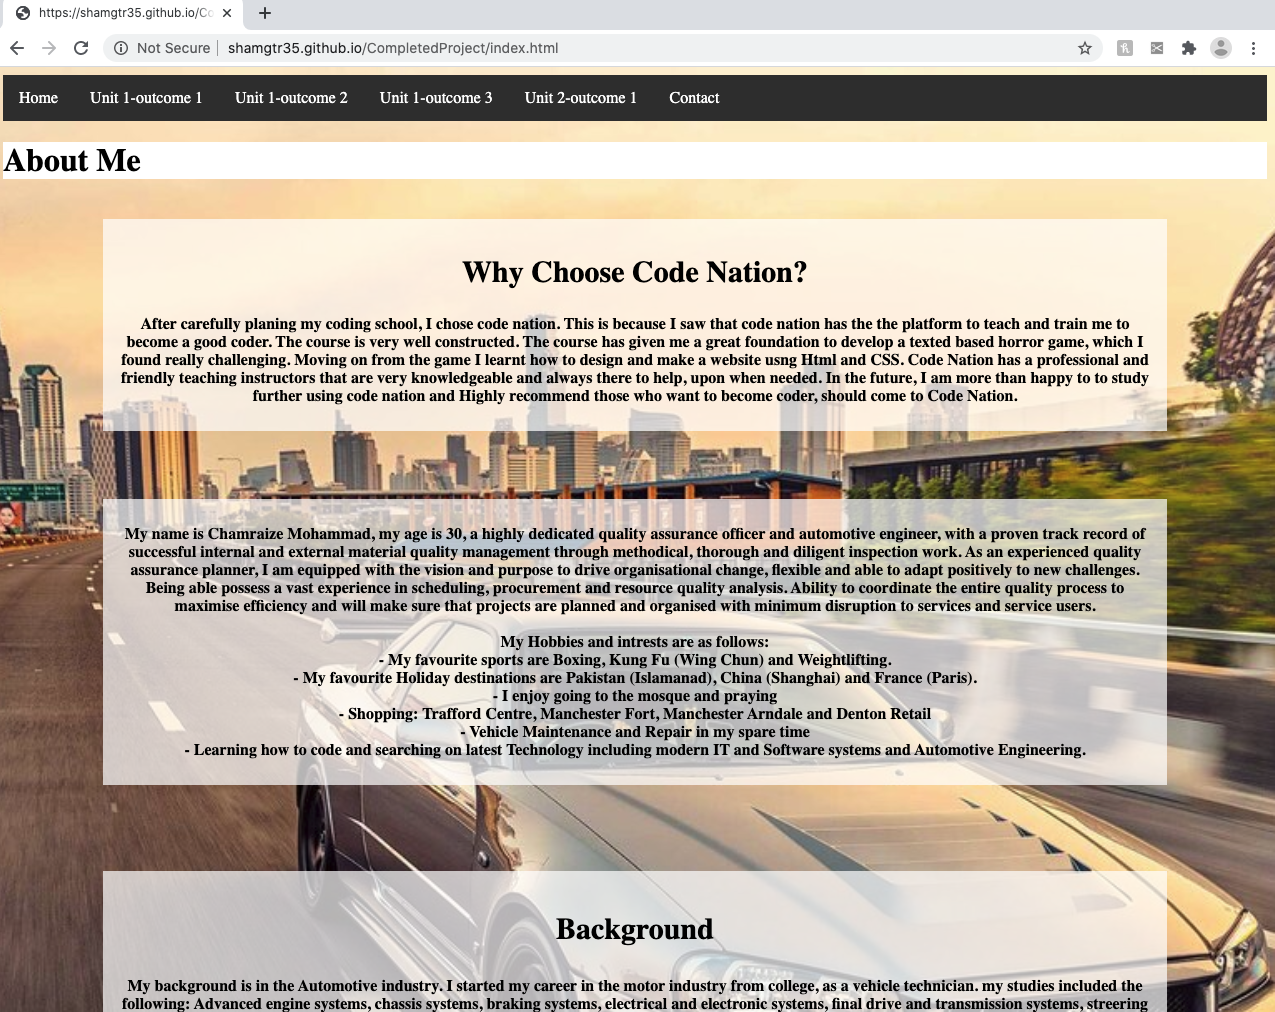 https://shamgtr35.github.io/Co
Not Secure shamgtr35.github.io/CompletedProject/index.html
Home Unit 1-outcome 1 Unit 1-outcome 2 Unit 1-outcome 3 Unit 2-outcome 1 Contact
About Me
Why Choose Code Nation?
After carefully planing my coding school, I chose code nation. This is because I saw that code nation has the the platform to teach and train me to
become a good coder. The course is very well constructed. The course has given me a great foundation to develop a texted based horror game, which I
found really challenging. Moving on from the game I learnt how to design and make a website usng Html and CSS. Code Nation has a professional and
friendly teaching instructors that are very knowledgeable and always there to help, upon when needed. In the future, I am more than happy to to study
further using code nation and Highly recommend those who want to become coder, should come to Code Nation.
My name is Chamraize Mohammad, my age is 30, a highly dedicated quality assurance officer and automotive engineer, with a proven track record of
successful internal and external material quality management through methodical, thorough and diligent inspection work. As an experienced quality
assurance planner, I am equipped with the vision and purpose to drive organisational change, flexible and able to adapt positively to new challenges.
Being able possess a vast experience in scheduling, procurement and resource quality analysis. Ability to coordinate the entire quality process to
maximise efficiency and will make sure that projects are planned and organised with minimum disruption to services and service users.
My Hobbies and intrests are as follows:
- My favourite sports are Boxing, Kung Fu (Wing Chun) and Weightlifting.
- My favourite Holiday destinations are Pakistan (Islamanad), China (Shanghai) and France (Paris).
- I enjoy going to the mosque and praying
- Shopping: Trafford Centre, Manchester Fort, Manchester Arndale and Denton Retail
- Vehicle Maintenance and Repair in my spare time
- Learning how to code and searching on latest Technology including modern IT and Software systems and Automotive Engineering.
Background
My background is in the Automotive industry. I started my career in the motor industry from college, as a vehicle technician. my studies included the
following: Advanced engine systems, chassis systems, braking systems, electrical and electronic systems, final drive and transmission systems, streering